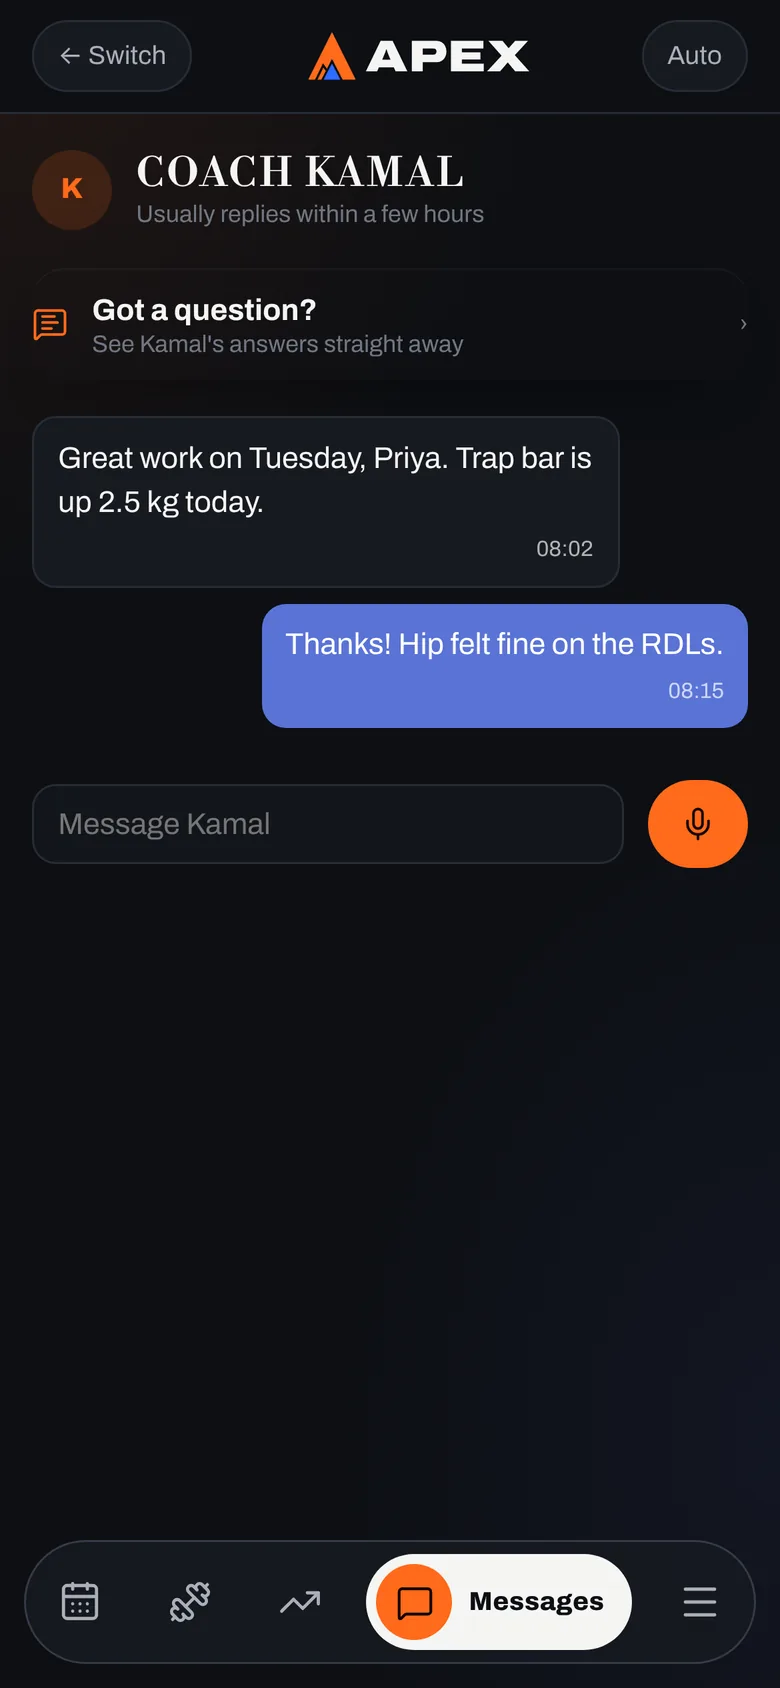 ← Switch
APEX
Auto
K
COACH KAMAL
Usually replies within a few hours
Got a question?
See Kamal's answers straight away
›
Great work on Tuesday, Priya. Trap bar is
up 2.5 kg today.
08:02
Thanks! Hip felt fine on the RDLs.
08:15
Message Kamal
Messages